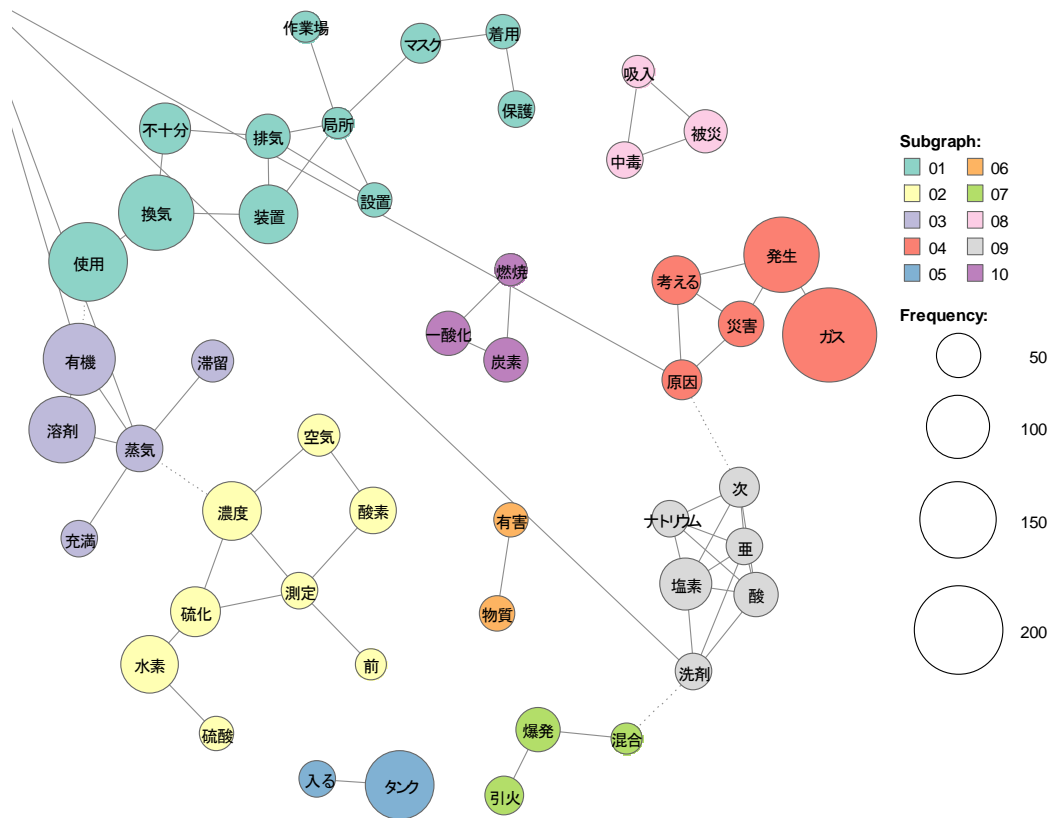 作業場
マスク
着用
吸入
保護
不十分
排気
局所
被災
中毒
換気
装置
設置
使用
燃焼
考える
発生
一酸化
炭素
災害
ガス
有機
滞留
原因
溶剤
蒸気
空気
濃度
酸素
有害
次
ナトリウム
亜
充満
測定
塩素
酸
硫化
物質
水素
前
洗剤
硫酸
爆発
混合
入る
タンク
引火
Subgraph:
01
06
02
07
03
08
04
09
05
10
Frequency:
50
100
150
200